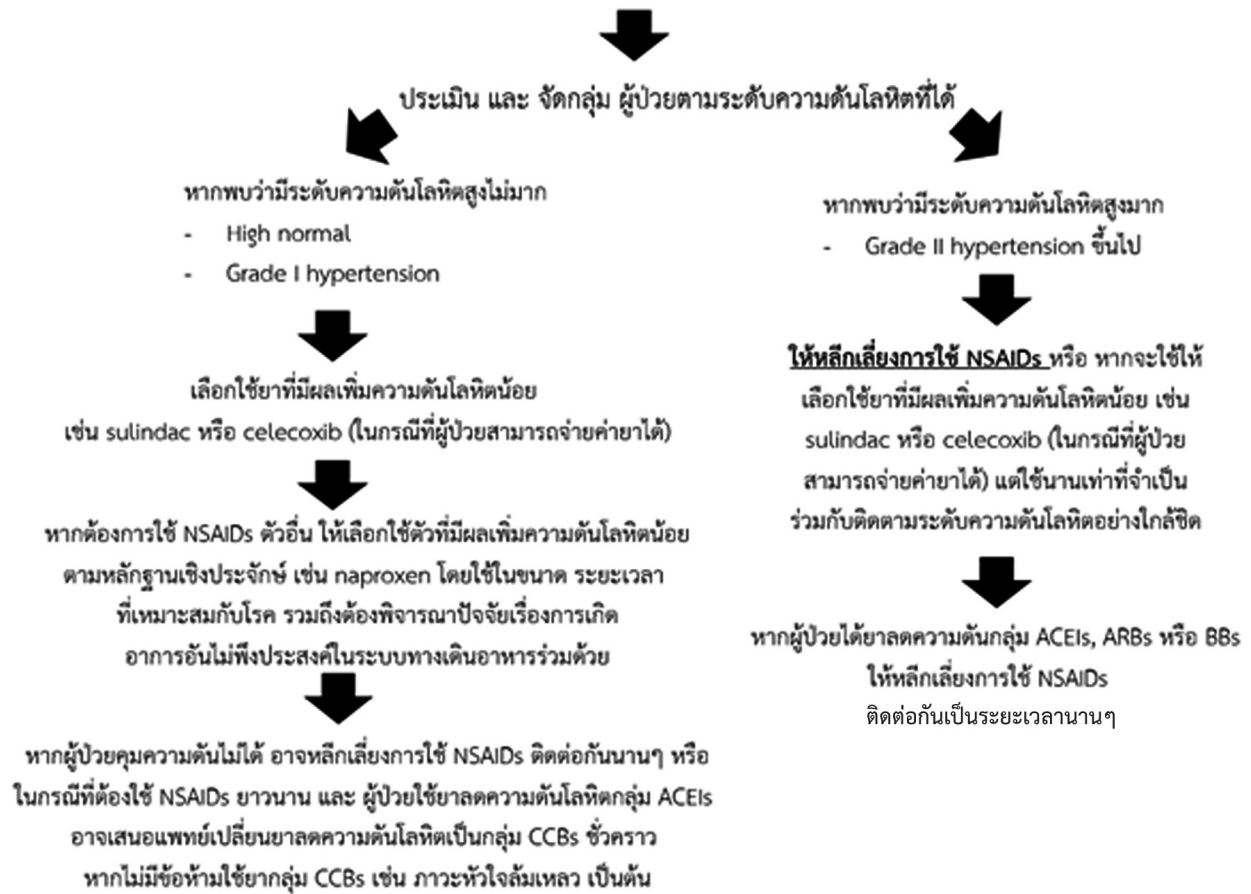 ประเมิน และ จัดกลุ่ม ผู้ป่วยตามระดับความดันโลหิตที่ได้
หากพบว่ามีระดับความดันโลหิตสูงไม่มาก
- High normal
- Grade I hypertension
เลือกใช้ยาที่มีผลเพิ่มความดันโลหิตน้อย
เช่น sulindac หรือ celecoxib (ในกรณีที่ผู้ป่วยสามารถจ่ายค่ายาได้)
หากต้องการใช้ NSAIDs ตัวอื่น ให้เลือกใช้ตัวที่มีผลเพิ่มความดันโลหิตน้อย
ตามหลักฐานเชิงประจักษ์ เช่น naproxen โดยใช้ในขนาด ระยะเวลา
ที่เหมาะสมกับโรค รวมถึงต้องพิจารณาปัจจัยเรื่องการเกิด
อาการอันไม่พึงประสงค์ในระบบทางเดินอาหารร่วมด้วย
หากผู้ป่วยคุมความดันไม่ได้ อาจหลีกเลี่ยงการใช้ NSAIDs ติดต่อกันนานๆ หรือ
ในกรณีที่ต้องใช้ NSAIDs ยาวนาน และ ผู้ป่วยใช้ยาลดความดันโลหิตกลุ่ม ACEIs
อาจเสนอแพทย์เปลี่ยนยาลดความดันโลหิตเป็นกลุ่ม CCBs ชั่วคราว
หากไม่มีข้อห้ามใช้ยากลุ่ม CCBs เช่น ภาวะหัวใจล้มเหลว เป็นต้น
หากพบว่ามีระดับความดันโลหิตสูงมาก
- Grade II hypertension ขึ้นไป
ให้หลีกเลี่ยงการใช้ NSAIDs หรือ หากจะใช้ให้
เลือกใช้ยาที่มีผลเพิ่มความดันโลหิตน้อย เช่น
sulindac หรือ celecoxib (ในกรณีที่ผู้ป่วย
สามารถจ่ายค่ายาได้) แต่ใช้นานเท่าที่จำเป็น
ร่วมกับติดตามระดับความดันโลหิตอย่างใกล้ชิด
หากผู้ป่วยได้ยาลดความดันกลุ่ม ACEIs, ARBs หรือ BBs
ให้หลีกเลี่ยงการใช้ NSAIDs
ติดต่อกันเป็นระยะเวลานานๆ